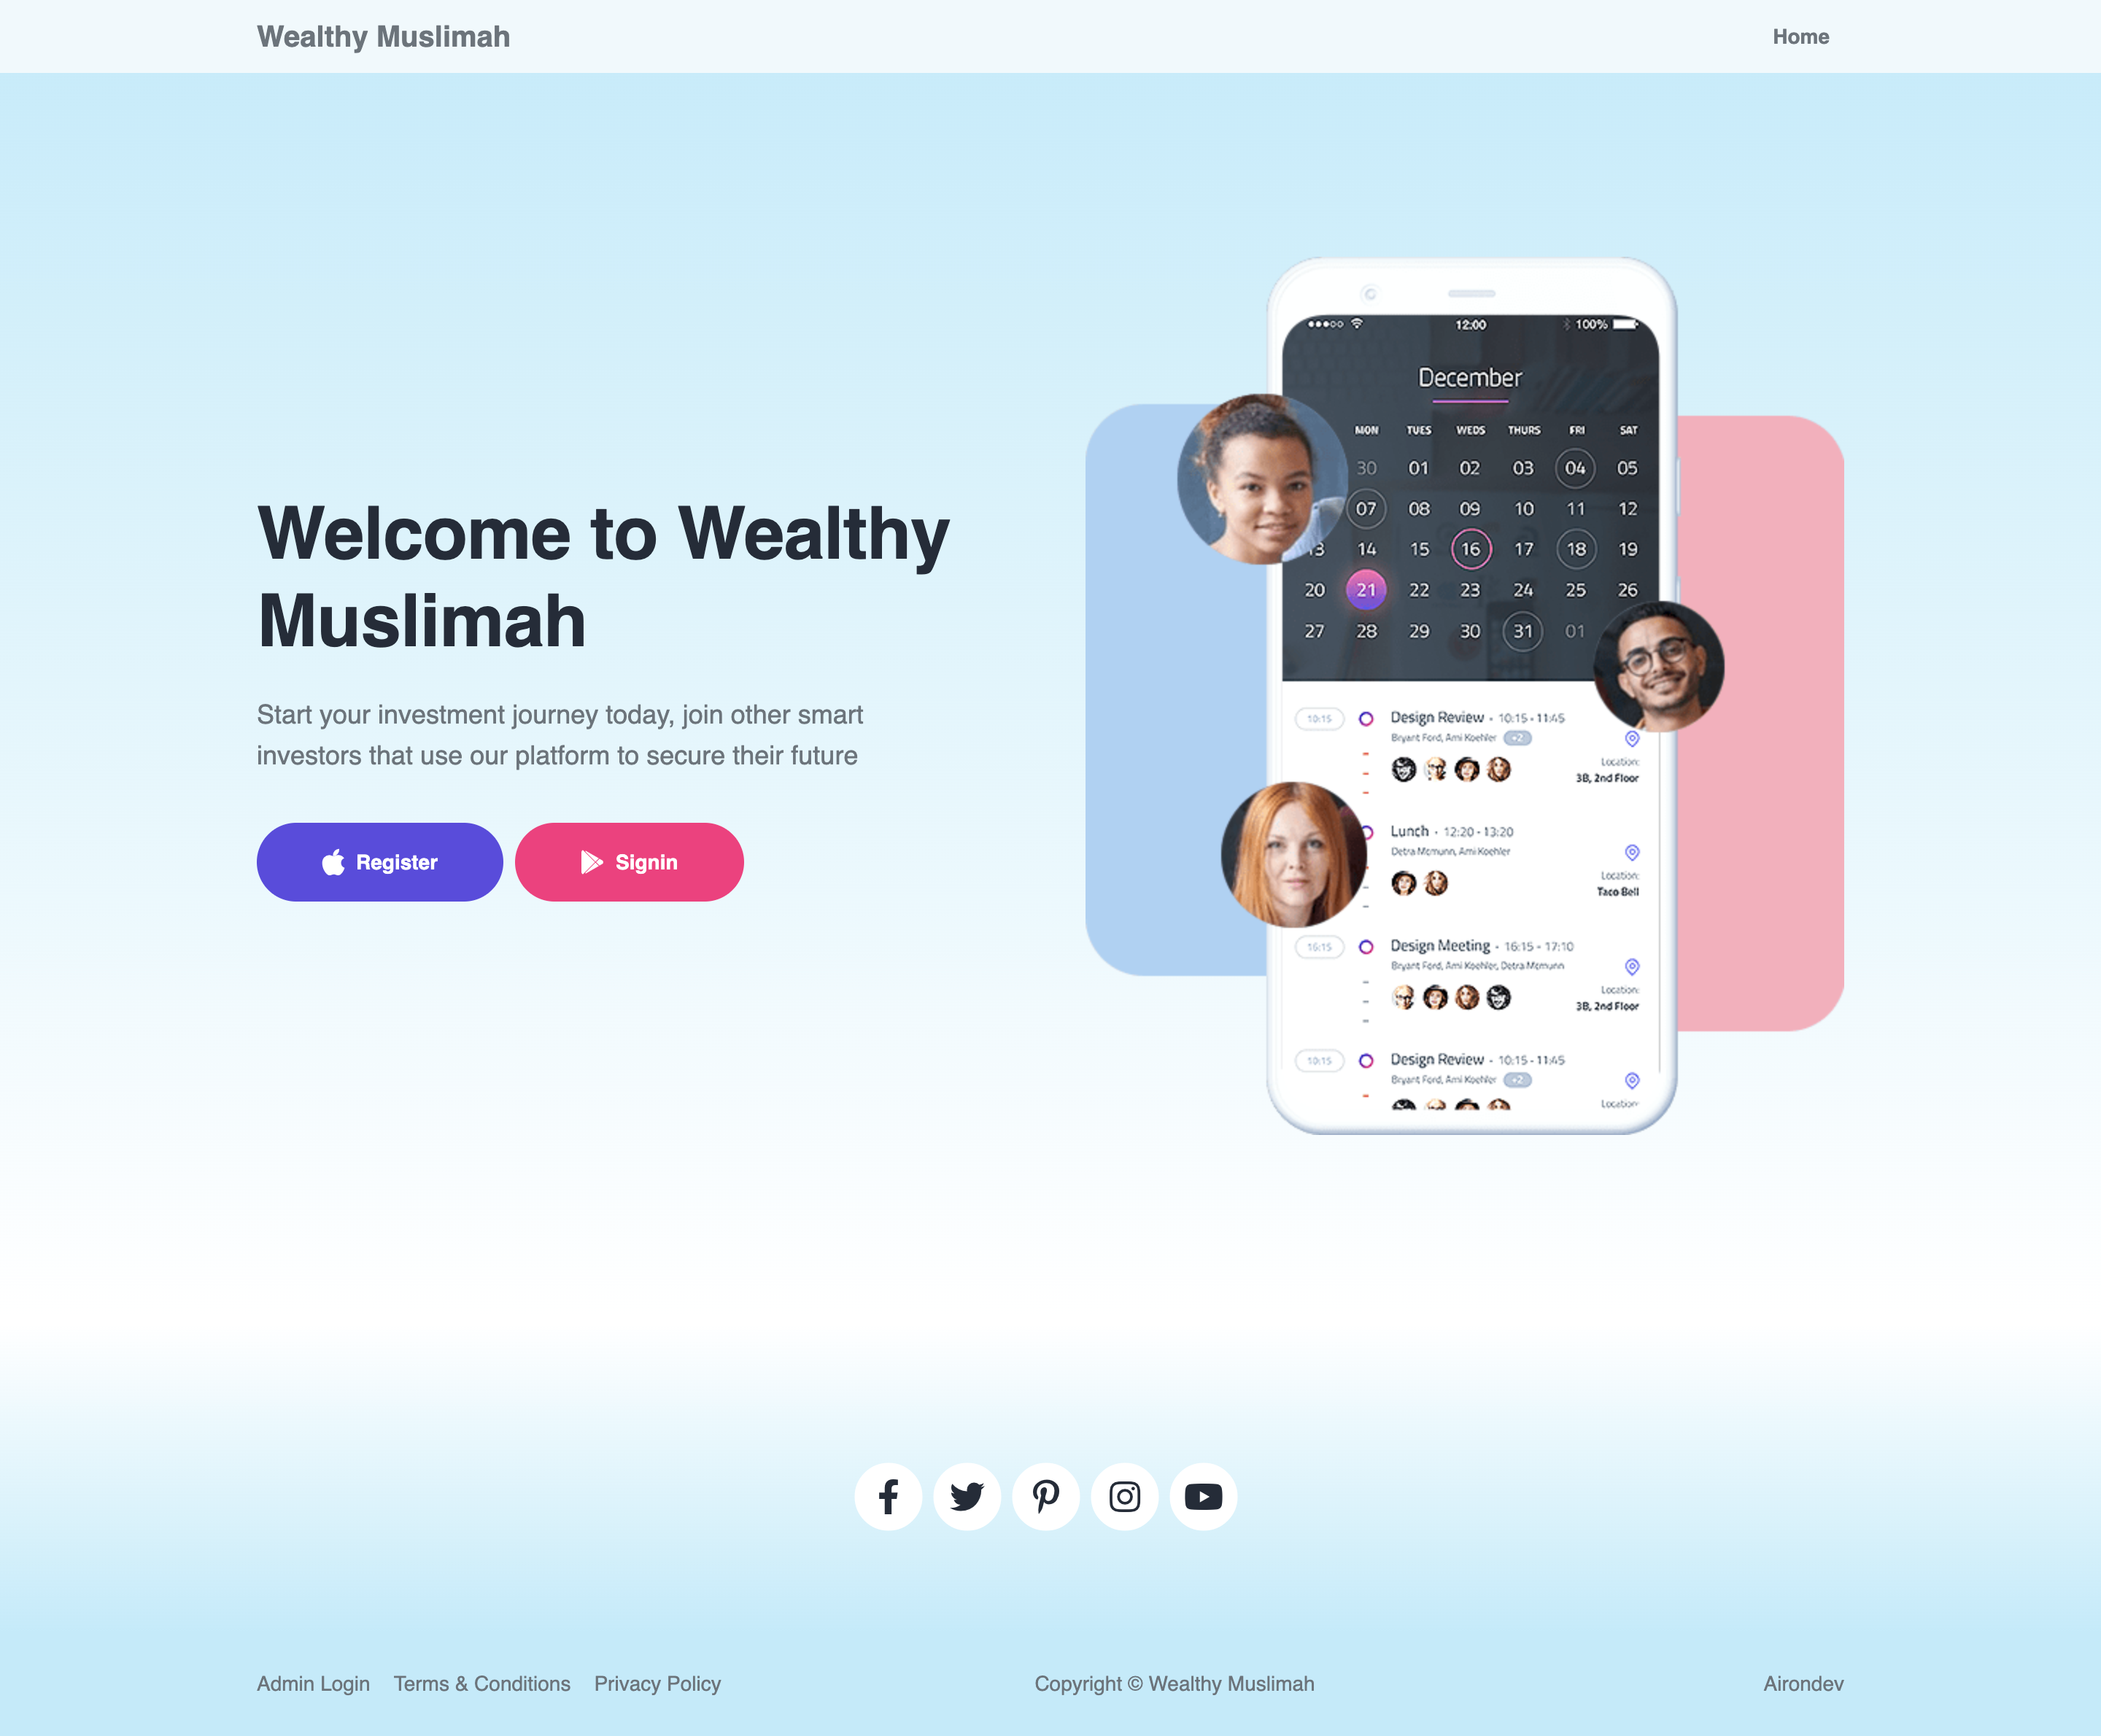 Wealthy Muslimah
Home
Welcome to Wealthy
Muslimah
Start your investment journey today, join other smart
investors that use our platform to secure their future
Register
Signin
12:00
100%
December
MON TUES WEDS THURS FRI SAT
30 01 02 03 04 05
07 08 09 10 11 12
13 14 15 16 17 18 19
20 21 22 23 24 25 26
27 28 29 30 31 01
10:15
Design Review • 10:15 - 11:45
Bryant Ford, Ami Koehler +2
Location:
3B, 2nd Floor
Lunch • 12:20 - 13:20
Detra Mcmunn, Ami Koehler
Location:
Taco Bell
16:15
Design Meeting • 16:15 - 17:10
Bryant Ford, Ami Koehler, Detra Mcmunn
Location:
3B, 2nd Floor
10:15
Design Review • 10:15 - 11:45
Bryant Ford, Ami Koehler +2
Location:
Admin Login Terms & Conditions Privacy Policy
Copyright © Wealthy Muslimah
Airondev